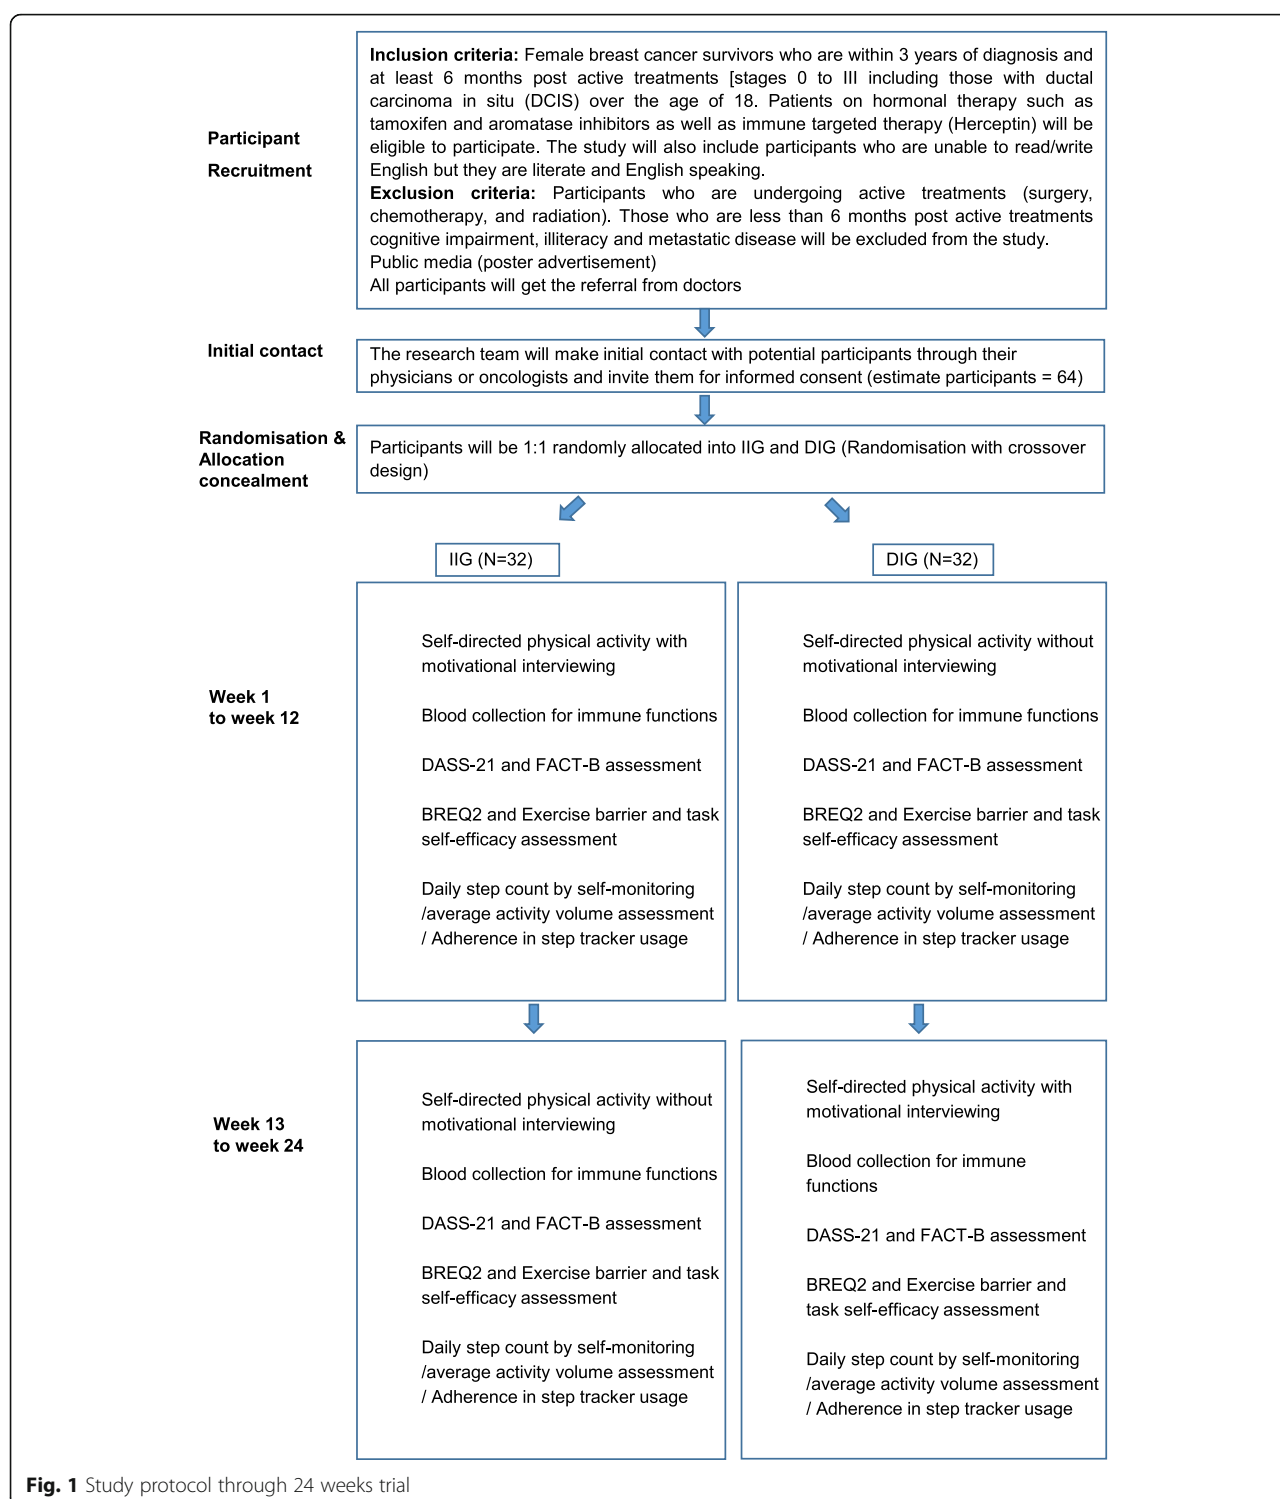 Participant
Recruitment
Inclusion criteria: Female breast cancer survivors who are within 3 years of diagnosis and
at least 6 months post active treatments [stages 0 to III including those with ductal
carcinoma in situ (DCIS) over the age of 18. Patients on hormonal therapy such as
tamoxifen and aromatase inhibitors as well as immune targeted therapy (Herceptin) will be
eligible to participate. The study will also include participants who are unable to read/write
English but they are literate and English speaking.
Exclusion criteria: Participants who are undergoing active treatments (surgery,
chemotherapy, and radiation). Those who are less than 6 months post active treatments
cognitive impairment, illiteracy and metastatic disease will be excluded from the study.
Public media (poster advertisement)
All participants will get the referral from doctors
Initial contact
The research team will make initial contact with potential participants through their
physicians or oncologists and invite them for informed consent (estimate participants = 64)
Randomisation &
Allocation
concealment
Participants will be 1:1 randomly allocated into IIG and DIG (Randomisation with crossover
design)
IIG (N=32)
DIG (N=32)
Week 1
to week 12
Self-directed physical activity with
motivational interviewing
Blood collection for immune functions
DASS-21 and FACT-B assessment
BREQ2 and Exercise barrier and task
self-efficacy assessment
Daily step count by self-monitoring
/average activity volume assessment
/ Adherence in step tracker usage
Self-directed physical activity without
motivational interviewing
Blood collection for immune functions
DASS-21 and FACT-B assessment
BREQ2 and Exercise barrier and task
self-efficacy assessment
Daily step count by self-monitoring
/average activity volume assessment
/ Adherence in step tracker usage
Week 13
to week 24
Self-directed physical activity without
motivational interviewing
Blood collection for immune functions
DASS-21 and FACT-B assessment
BREQ2 and Exercise barrier and task
self-efficacy assessment
Daily step count by self-monitoring
/average activity volume assessment
/ Adherence in step tracker usage
Self-directed physical activity with
motivational interviewing
Blood collection for immune
functions
DASS-21 and FACT-B assessment
BREQ2 and Exercise barrier and
task self-efficacy assessment
Daily step count by self-monitoring
/average activity volume assessment
/ Adherence in step tracker usage
Fig. 1 Study protocol through 24 weeks trial